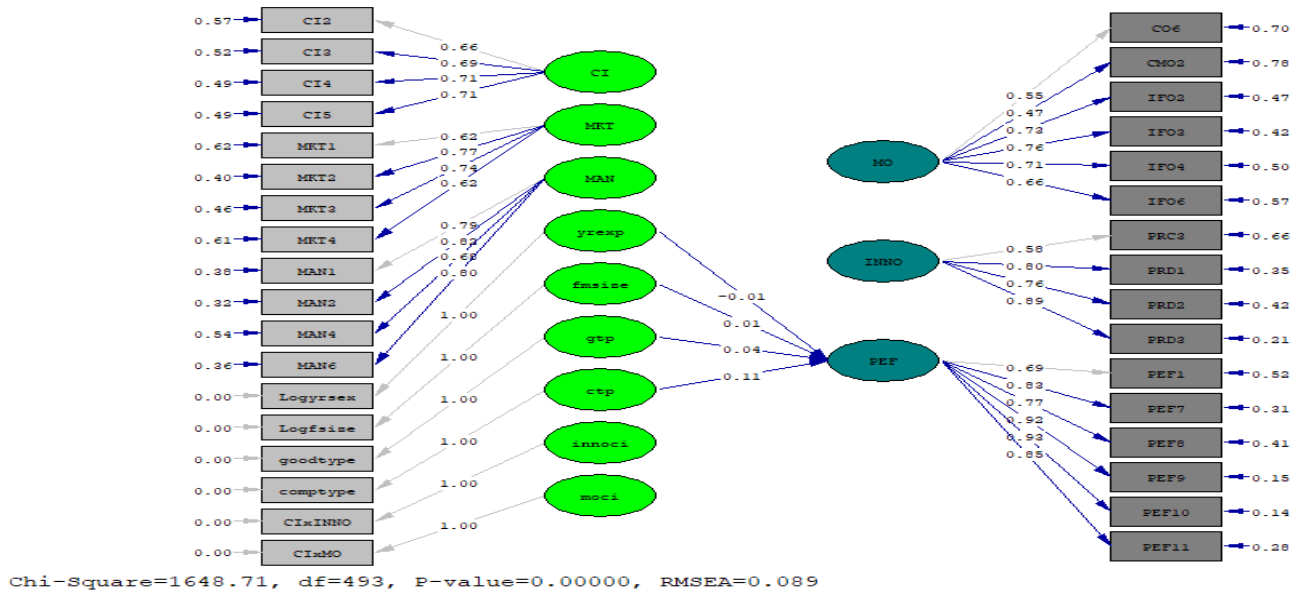 0.57 CI2
0.52 CI3
0.49 CI4
0.49 CI5
0.62 MKT1
0.40 MKT2
0.46 MKT3
0.61 MKT4
0.38 MAN1
0.32 MAN2
0.54 MAN4
0.36 MAN6
0.00 Logyrsex
0.00 Logfsize
0.00 goodtype
0.00 comptype
0.00 CIxINNO
0.00 CIxMO
0.66
0.69
0.71
0.71
0.62
0.77
0.74
0.62
0.79
0.82
0.68
0.80
1.00
1.00
1.00
1.00
1.00
1.00
CI
MKT
MAN
yrexp
fmsize
gtp
ctp
innoci
moci
-0.01
0.01
0.04
0.11
MO
INNO
PEF
0.55
0.47
0.73
0.76
0.71
0.66
0.58
0.80
0.76
0.89
0.69
0.83
0.77
0.92
0.93
0.85
CO6 0.70
CMO2 0.78
IFO2 0.47
IFO3 0.42
IFO4 0.50
IFO6 0.57
PRC3 0.66
PRD1 0.35
PRD2 0.42
PRD3 0.21
PEF1 0.52
PEF7 0.31
PEF8 0.41
PEF9 0.15
PEF10 0.14
PEF11 0.28
Chi-Square=1648.71, df=493, P-value=0.00000, RMSEA=0.089